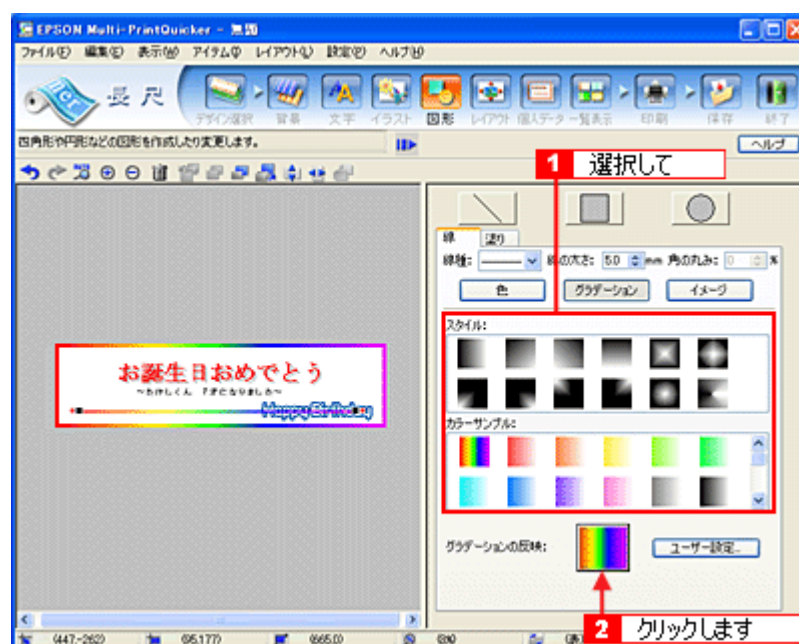 EPSON Multi-PrintQuicker - 無題
ファイル(F) 編集(E) 表示(W) アイテム(I) レイアウト(L) 設定(P) ヘルプ(H)
長尺
デザイン選択 背景 文字 イラスト 図形 レイアウト 個人データ 一覧表示 印刷 保存 終了
四角形や円形などの図形を作成したり変更します。
ヘルプ
1 選択して
線 塗り
線種: 線の太さ: 5.0 mm 角の丸み: 0 %
色 グラデーション イメージ
スタイル:
お誕生日おめでとう
Happy Birthday
カラーサンプル:
グラデーションの反映: ユーザー設定...
2 クリックします
(447,-262) (95,177) (665,0)